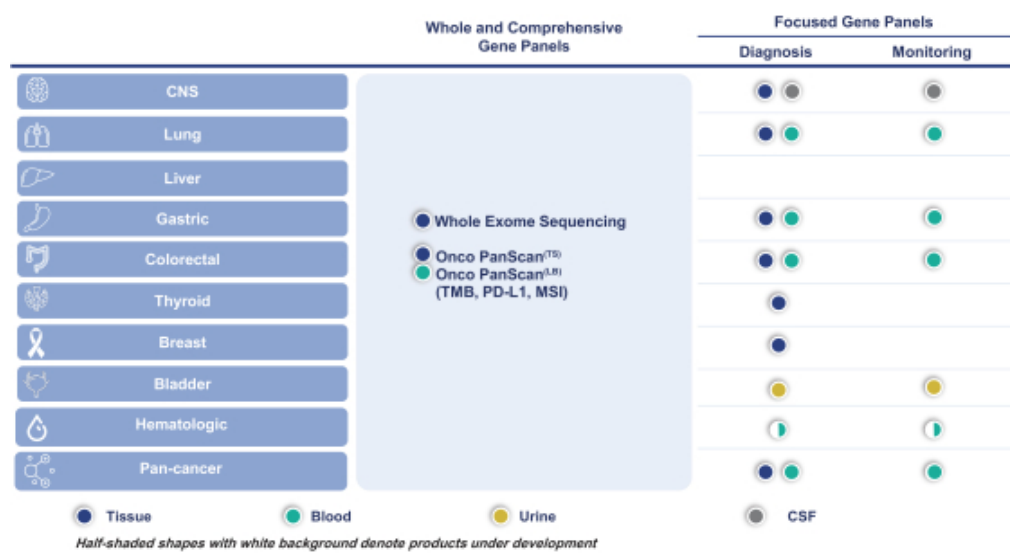 Whole and Comprehensive
Gene Panels
Focused Gene Panels
Diagnosis
Monitoring
CNS
Lung
Liver
Gastric
Colorectal
Thyroid
Breast
Bladder
Hematologic
Pan-cancer
Whole Exome Sequencing
Onco PanScan(TS)
Onco PanScan(LB)
(TMB, PD-L1, MSI)
Tissue
Blood
Urine
CSF
Half-shaded shapes with white background denote products under development